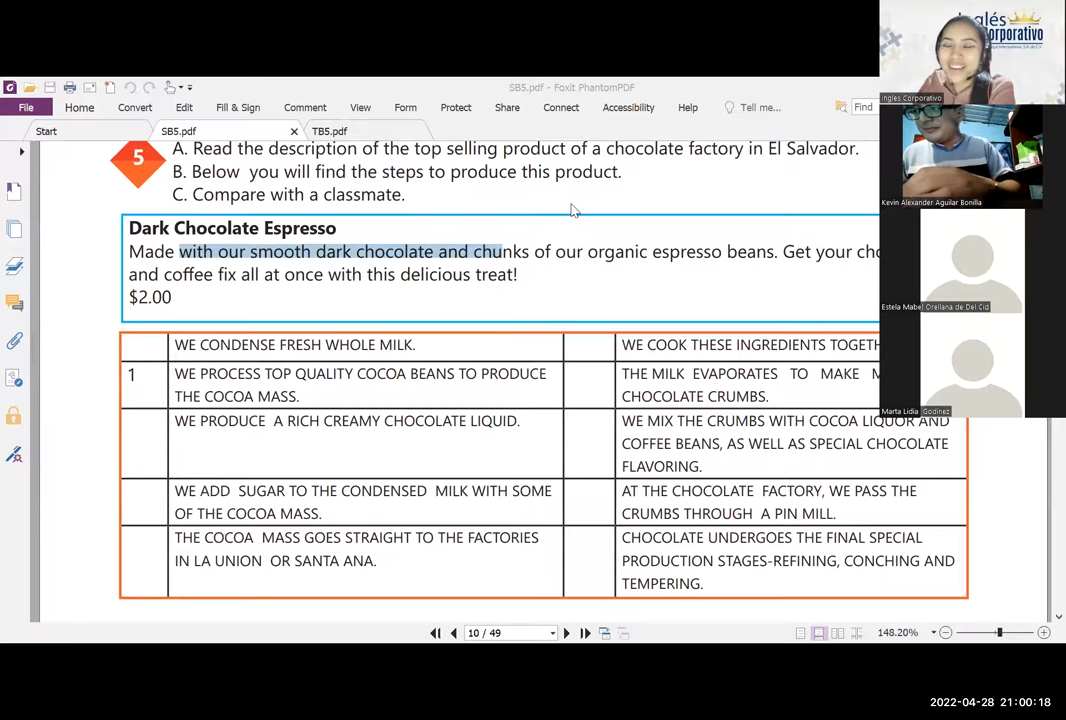 Inglés
Corporativo
SB5.pdf - Foxit PhantomPDF
Ingles Corporativo
File Home Convert Edit Fill & Sign Comment View Form Protect Share Connect Accessibility Help Tell me... Find
Start SB5.pdf TB5.pdf
5
A. Read the description of the top selling product of a chocolate factory in El Salvador.
B. Below you will find the steps to produce this product.
C. Compare with a classmate.
Kevin Alexander Aguilar Bonilla
Dark Chocolate Espresso
Made with our smooth dark chocolate and chunks of our organic espresso beans. Get your
and coffee fix all at once with this delicious treat!
$2.00
Estela Mabel Orellana de Del Cid
WE CONDENSE FRESH WHOLE MILK.
WE COOK THESE INGREDIENTS
1
WE PROCESS TOP QUALITY COCOA BEANS TO PRODUCE
THE COCOA MASS.
THE MILK EVAPORATES TO MAKE
CHOCOLATE CRUMBS.
Marta Lidia Godinez
WE PRODUCE A RICH CREAMY CHOCOLATE LIQUID.
WE MIX THE CRUMBS WITH COCOA LIQUOR AND
COFFEE BEANS, AS WELL AS SPECIAL CHOCOLATE
FLAVORING.
WE ADD SUGAR TO THE CONDENSED MILK WITH SOME
OF THE COCOA MASS.
AT THE CHOCOLATE FACTORY, WE PASS THE
CRUMBS THROUGH A PIN MILL.
THE COCOA MASS GOES STRAIGHT TO THE FACTORIES
IN LA UNION OR SANTA ANA.
CHOCOLATE UNDERGOES THE FINAL SPECIAL
PRODUCTION STAGES-REFINING, CONCHING AND
TEMPERING.
10 / 49
148.20%
2022-04-28 21:00:18